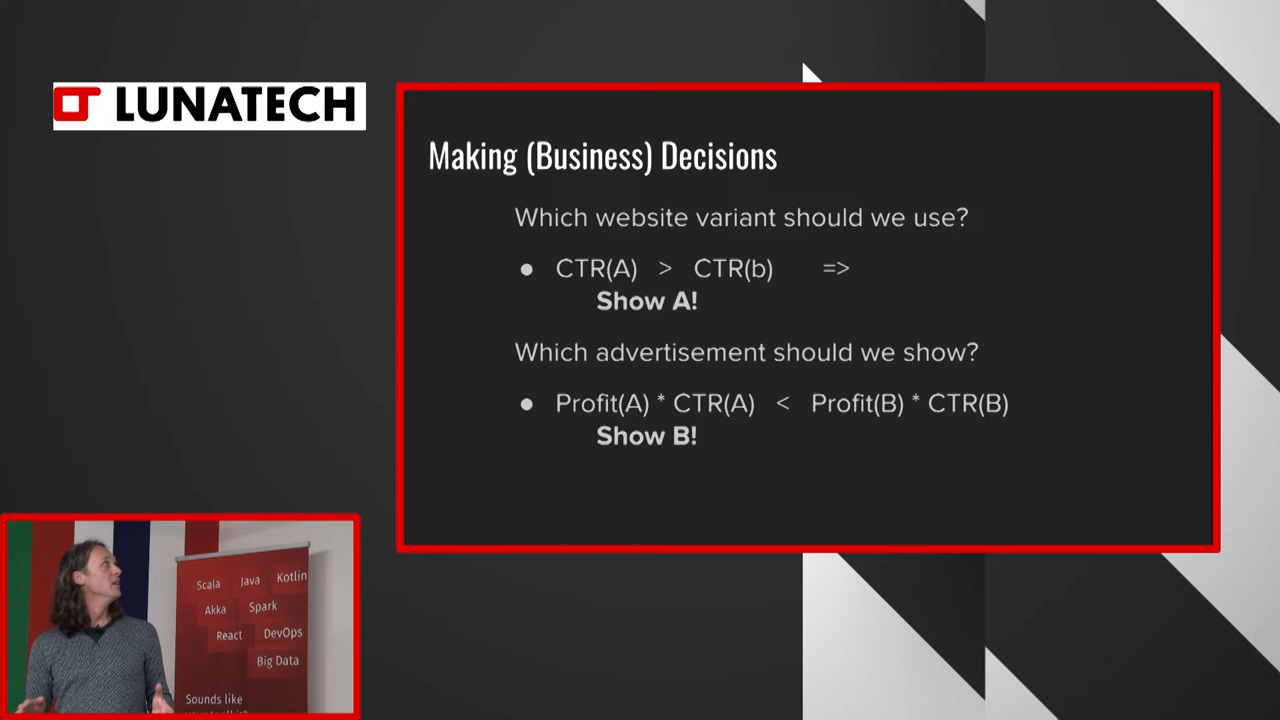 LUNATECH
Making (Business) Decisions
Which website variant should we use?
● CTR(A) > CTR(b) =>
Show A!
Which advertisement should we show?
● Profit(A) * CTR(A) < Profit(B) * CTR(B)
Show B!
Scala Java Kotlin
Akka Spark
React DevOps
Big Data
Sounds like